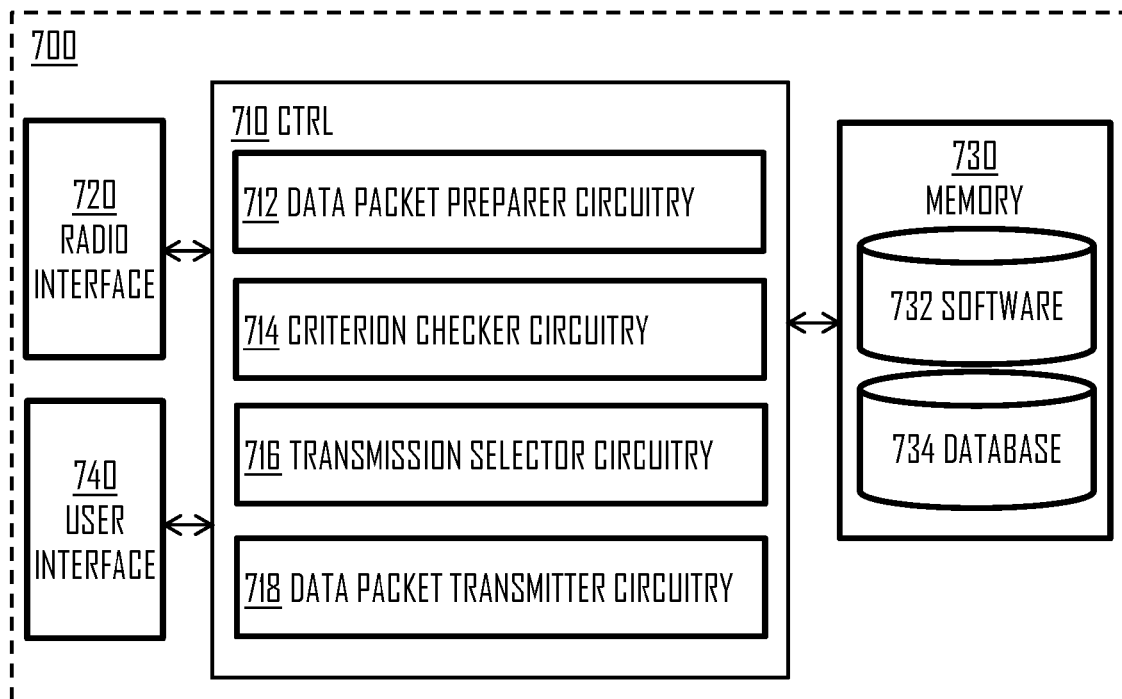 700
720
RADIO
INTERFACE
740
USER
INTERFACE
710 CTRL
712 DATA PACKET PREPARER CIRCUITRY
714 CRITERION CHECKER CIRCUITRY
716 TRANSMISSION SELECTOR CIRCUITRY
718 DATA PACKET TRANSMITTER CIRCUITRY
730
MEMORY
732 SOFTWARE
734 DATABASE